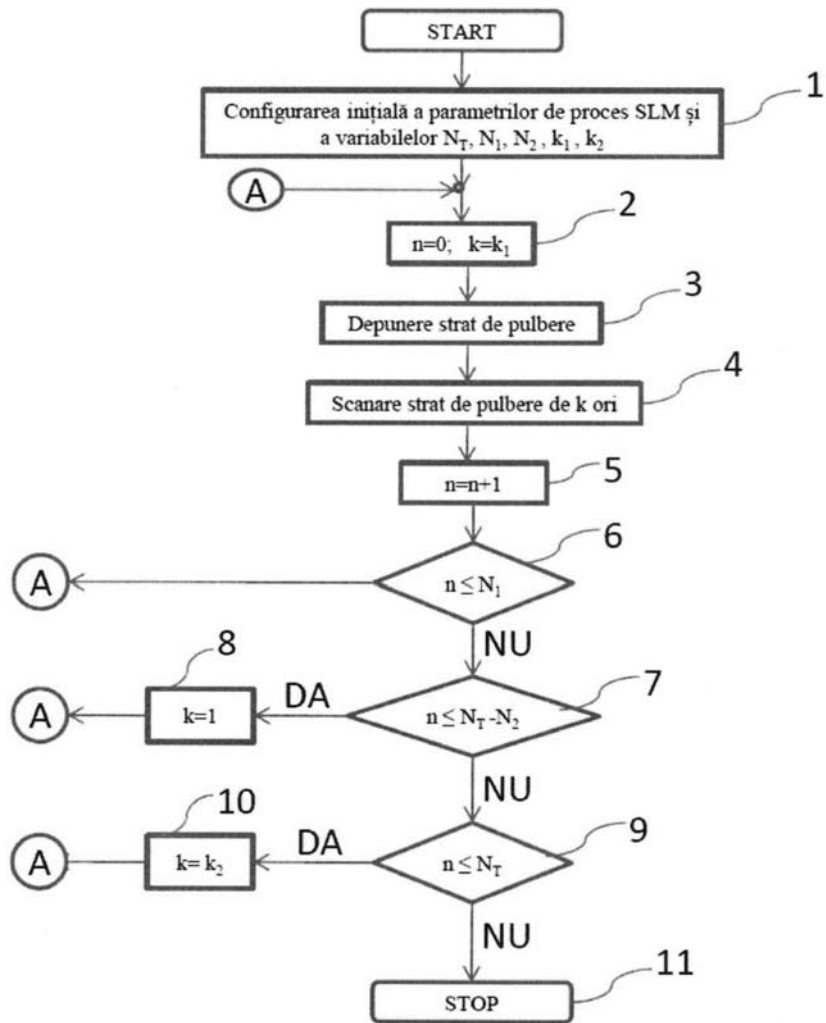 START
1
Configurarea inițială a parametrilor de proces SLM și
a variabilelor N_T, N_1, N_2 , k_1 , k_2
A
2
n=0; k=k_1
3
Depunere strat de pulbere
4
Scanare strat de pulbere de k ori
5
n=n+1
6
A
n ≤ N_1
NU
8
7
A
k=1
DA
n ≤ N_T -N_2
NU
10
9
A
k= k_2
DA
n ≤ N_T
NU
11
STOP